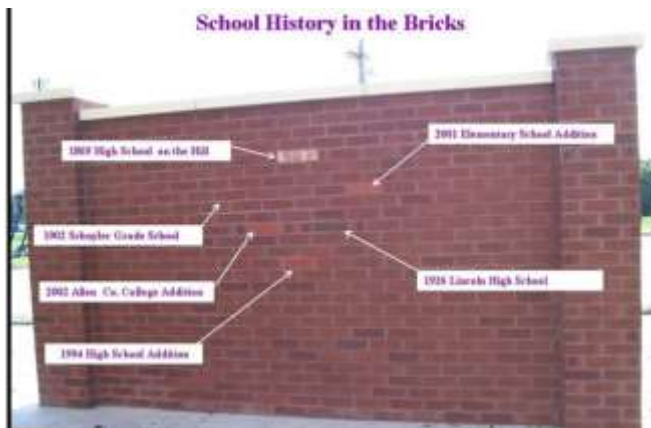 School History in the Bricks
2001 Elementary School Addition
1869 High School on the Hill
1902 Schuyler Grade School
1926 Lincoln High School
2002 Allen Co. College Addition
1994 High School Addition